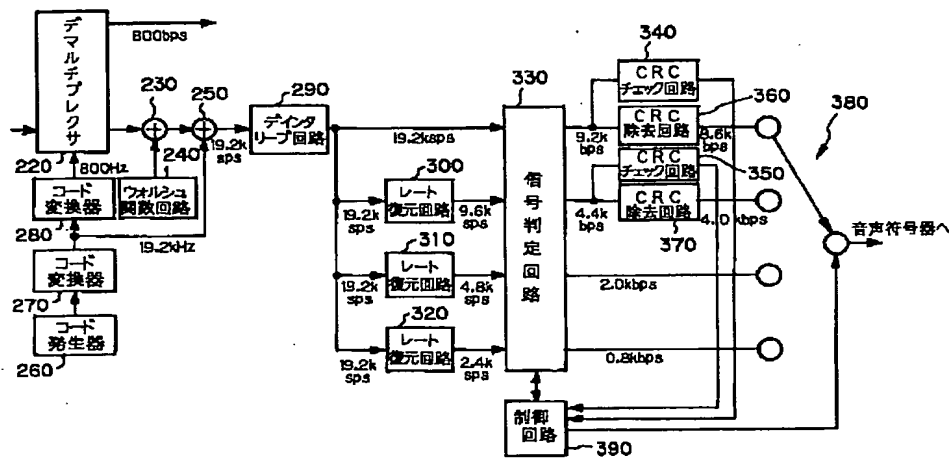 デマルチプレクサ
800bps
220
800Hz
コード
変換器
280
コード
変換器
270
コード
発生器
260
230
240
ウォルシュ
関数回路
19.2kHz
250
19.2k
sps
290
デインタ
リーブ回路
19.2ksps
300
19.2k
sps
レート
復元回路
9.6k
sps
310
19.2k
sps
レート
復元回路
4.8k
sps
320
19.2k
sps
レート
復元回路
2.4k
sps
330
信号判定回路
340
CRC
チェック回路
9.2k
bps
CRC
除去回路
360
8.6k
bps
CRC
チェック回路
350
4.4k
bps
CRC
除去回路
370
4.0 kbps
2.0kbps
0.8kbps
380
音声符号器へ
制御
回路
390